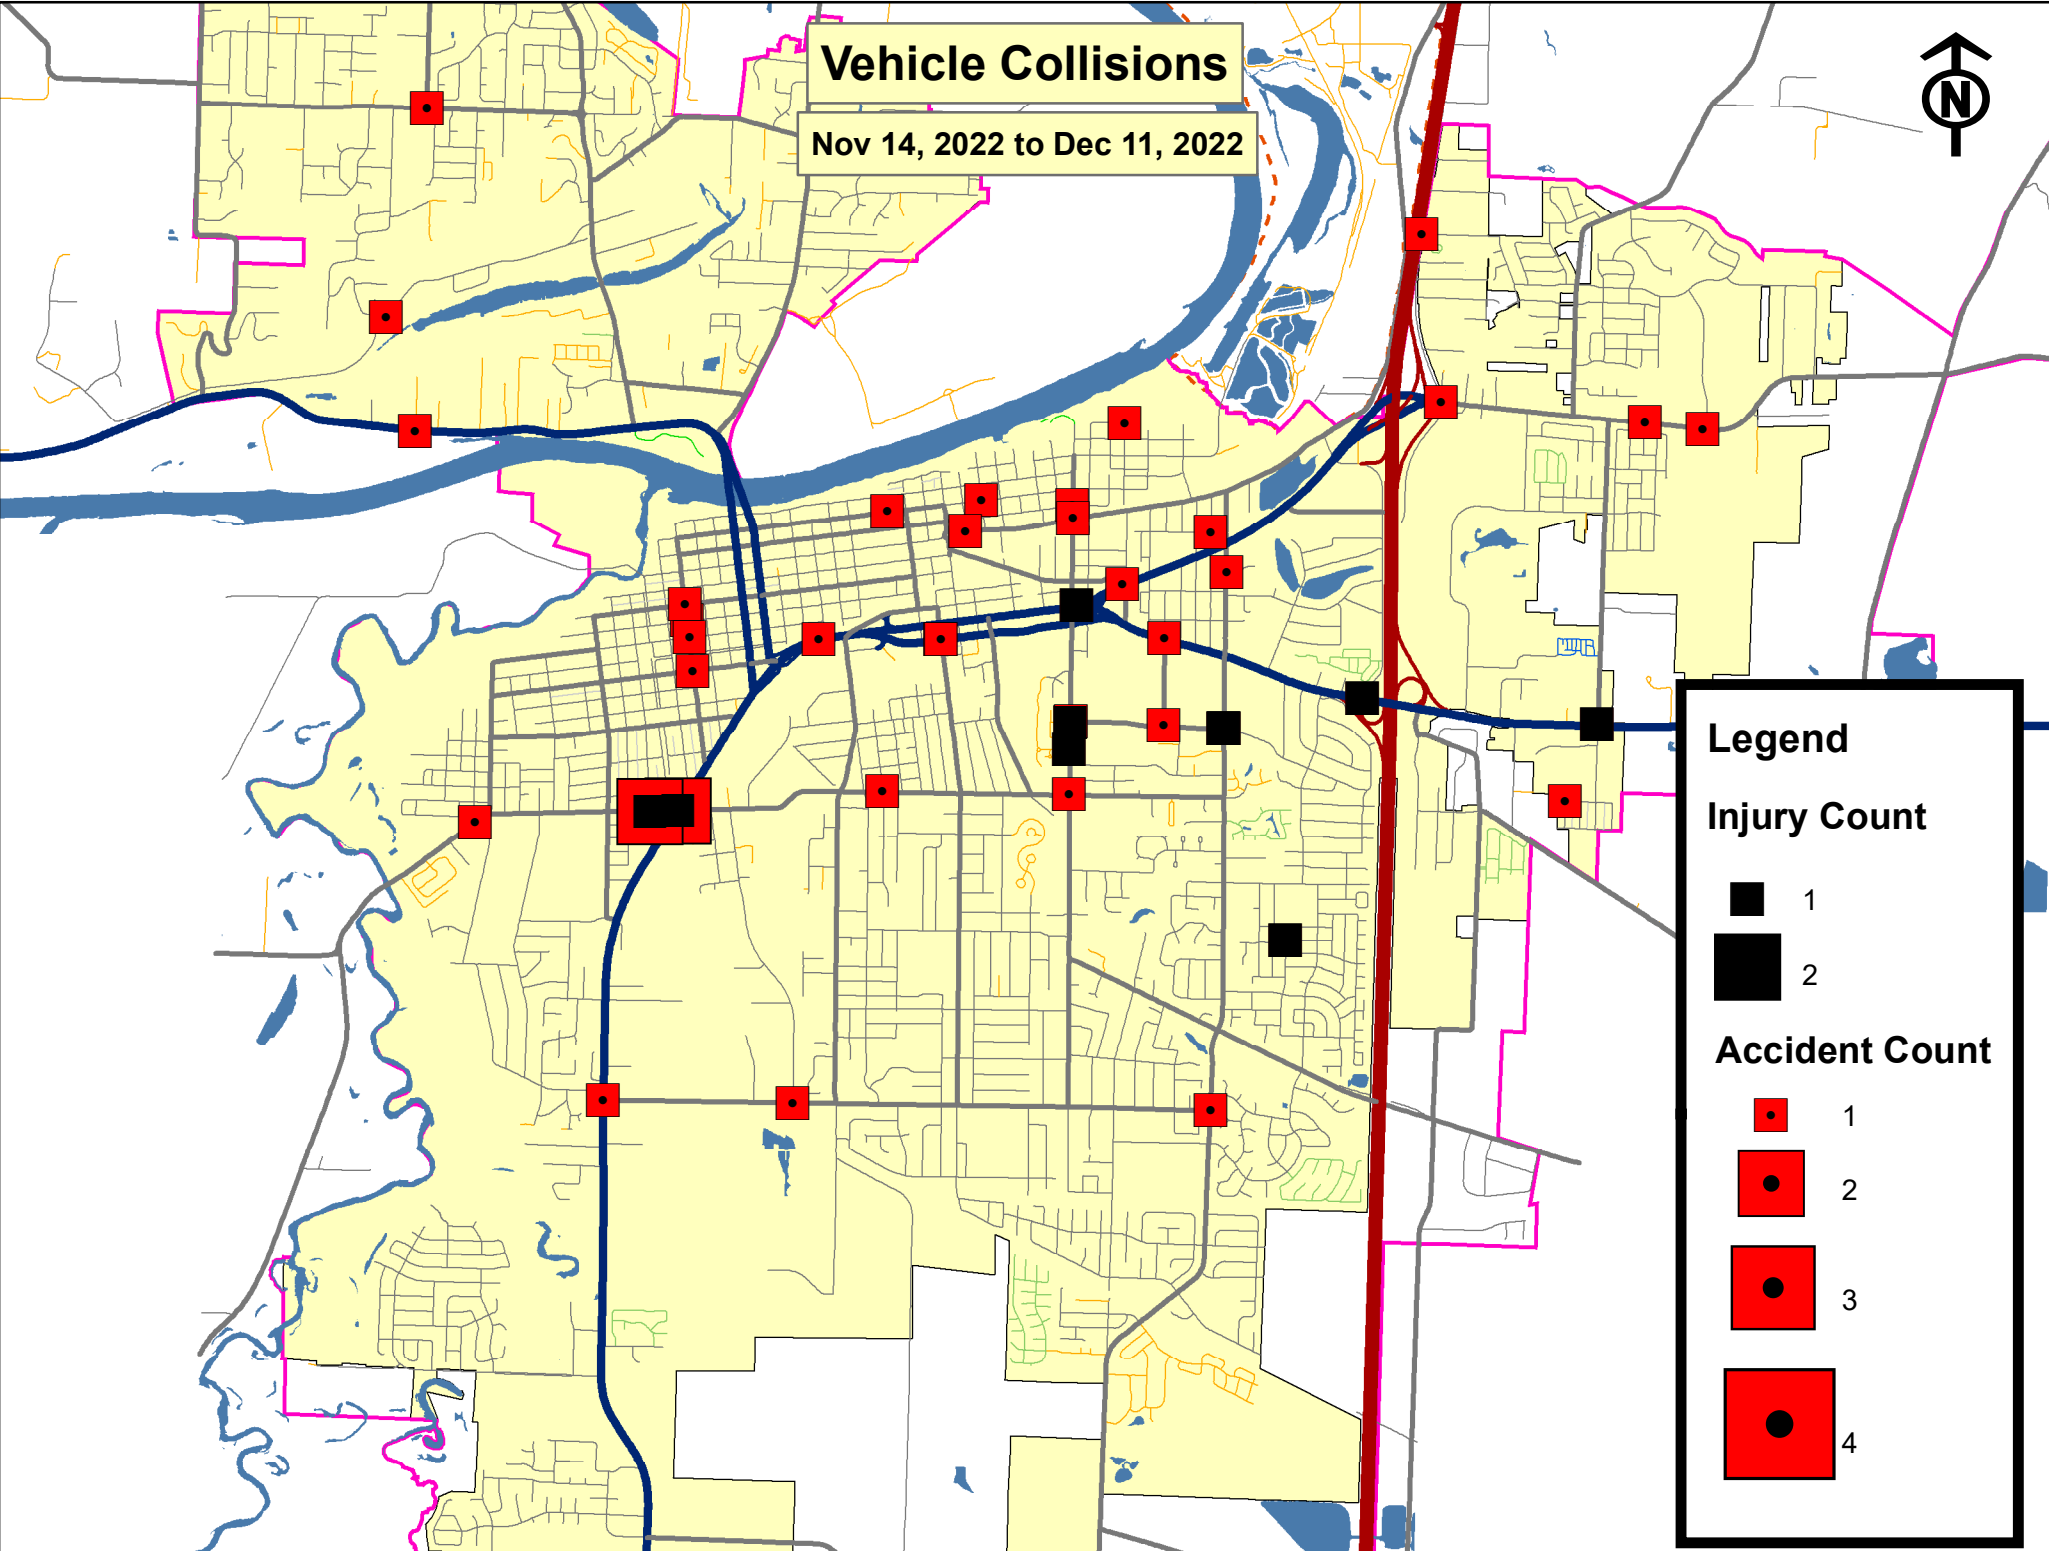 Vehicle Collisions
Nov 14, 2022 to Dec 11, 2022
N
Legend
Injury Count
1
2
Accident Count
1
2
3
4